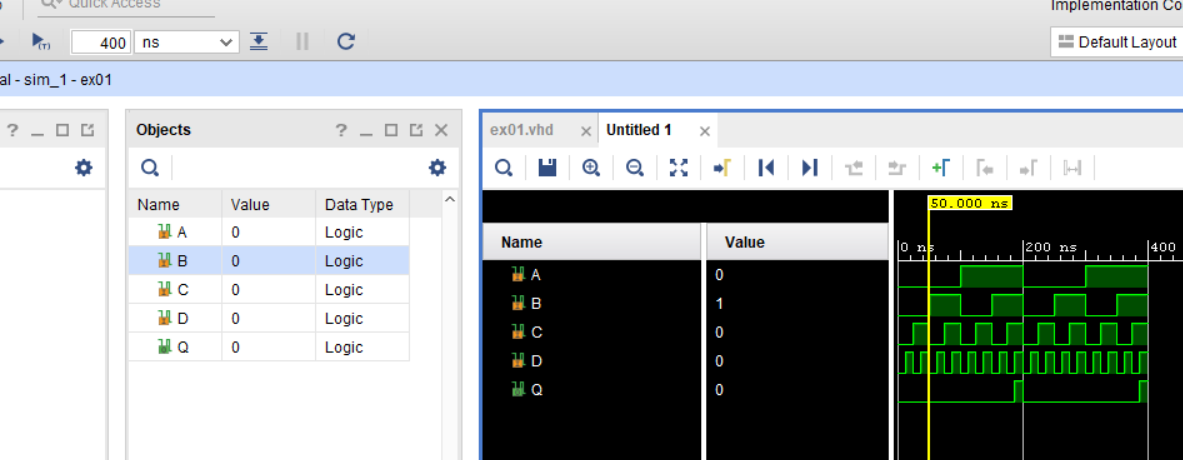 Quick Access
Implementation Co
(T) 400 ns
Default Layout
al - sim_1 - ex01
?
Objects ?
ex01.vhd Untitled 1
Name Value Data Type
A 0 Logic
B 0 Logic
C 0 Logic
D 0 Logic
Q 0 Logic
50.000 ns
Name Value
0 ns 200 ns 400
A 0
B 1
C 0
D 0
Q 0